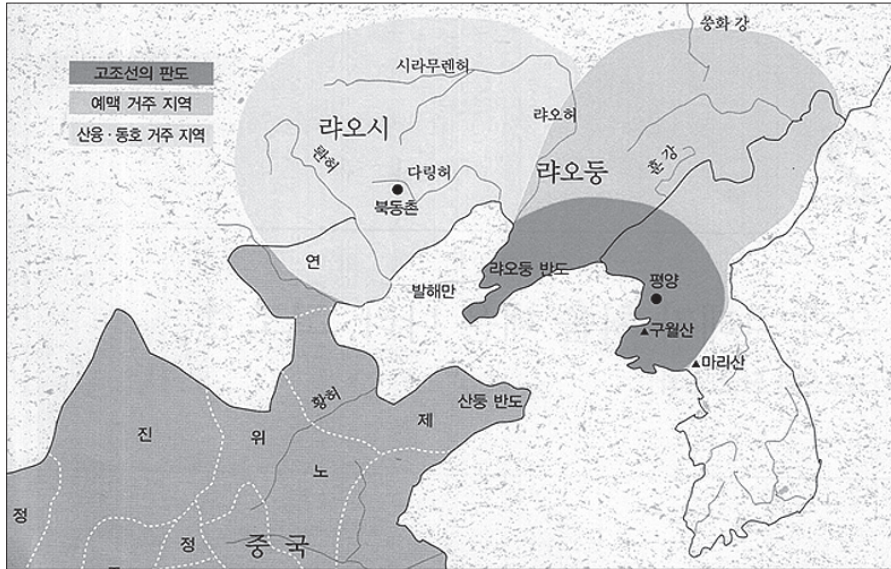 고조선의 판도
예맥 거주 지역
산융·동호 거주 지역
쑹화 강
시라무렌허
랴오허
랴오시
롼허
다링허
북동촌
랴오둥
훈 강
연
발해만
랴오둥 반도
평양
구월산
마리산
황허
산둥 반도
제
진
위
노
정
정
중국